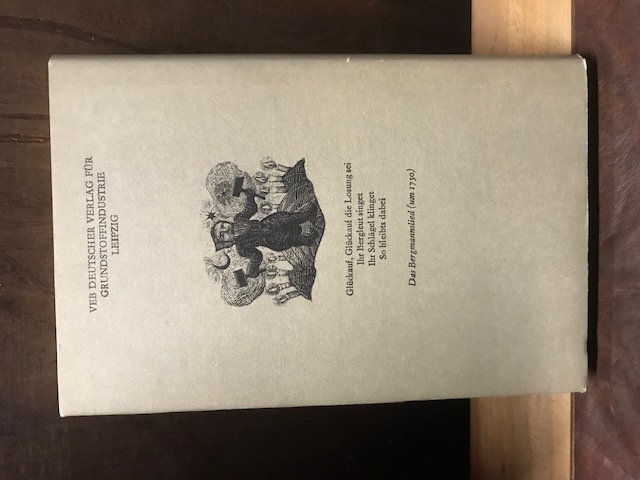 VEB DEUTSCHER VERLAG FÜR
GRUNDSTOFFINDUSTRIE
LEIPZIG
Glückauf, Glückauf die Losung sei
Ihr Bergleut singet
Ihr Schlägel klinget
So bleibts dabei
Das Bergmannslied (um 1750)